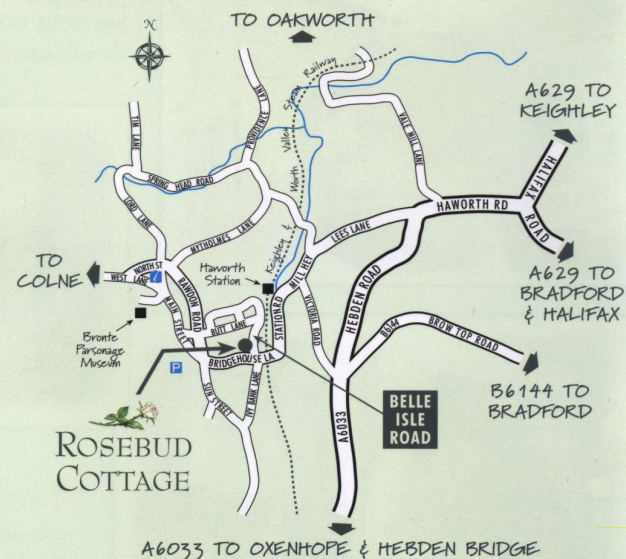 N
TO OAKWORTH
A629 TO
KEIGHLEY
TIM LANE
PROVIDENCE LANE
Keighley & Worth Valley Steam Railway
VALE MILL LANE
HALIFAX ROAD
SPRING HEAD ROAD
LORD LANE
MYTHOLMES LANE
LEES LANE
HAWORTH RD
TO
COLNE
NORTH ST
WEST LANE
i
Haworth
Station
MILL HEY
HEBDEN ROAD
A629 TO
BRADFORD
& HALIFAX
MAIN STREET
RAWDON ROAD
BUTT LANE
STATION RD
VICTORIA ROAD
B6144
BROW TOP ROAD
Bronte
Parsonage
Museum
P
BRIDGEHOUSE LA
SUN STREET
IVY BANK LANE
B6144 TO
BRADFORD
BELLE
ISLE
ROAD
A6033
ROSEBUD
COTTAGE
A6033 TO OXENHOPE & HEBDEN BRIDGE